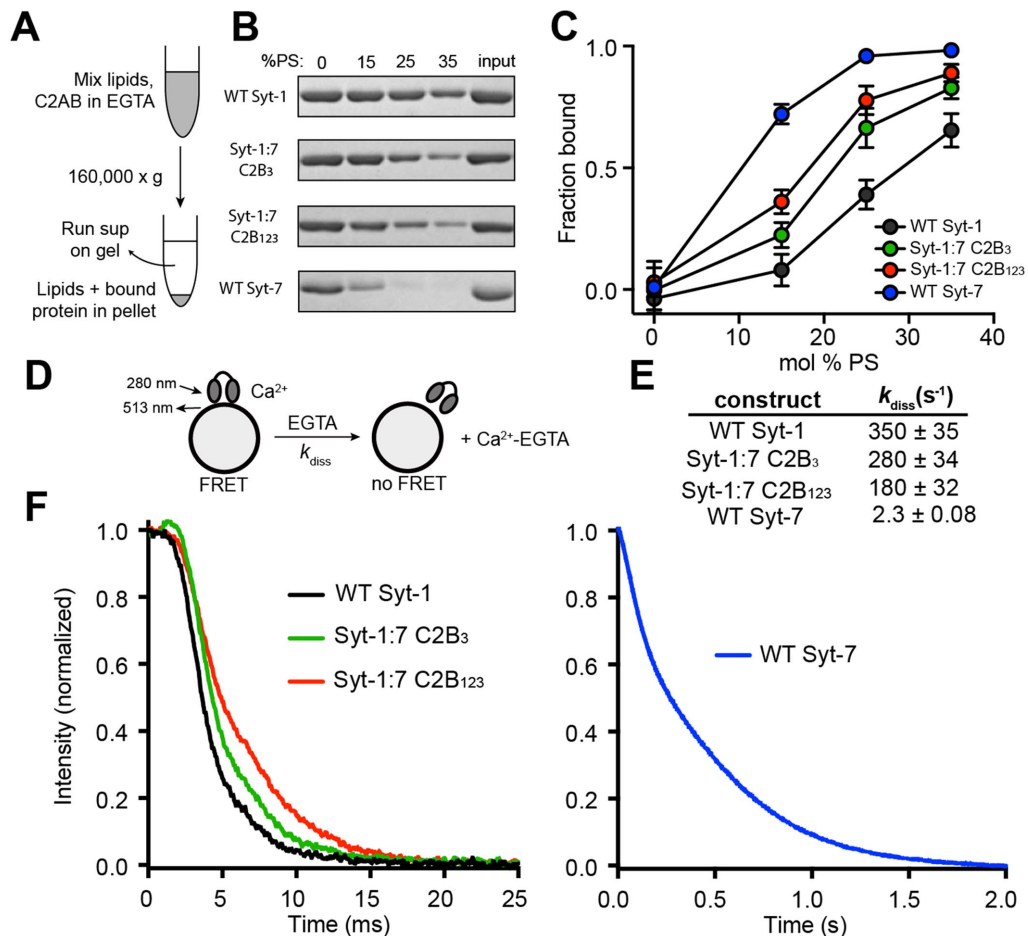 A
Mix lipids,
C2AB in EGTA
160,000 x g
Run sup
on gel
Lipids + bound
protein in pellet
B
%PS: 0 15 25 35 input
WT Syt-1
Syt-1:7
C2B3
Syt-1:7
C2B123
WT Syt-7
C
Fraction bound
1.0
0.5
0.0
WT Syt-1
Syt-1:7 C2B3
Syt-1:7 C2B123
WT Syt-7
0 10 20 30 40
mol % PS
D
280 nm
513 nm
Ca2+
FRET
EGTA
kdiss
no FRET
+ Ca2+-EGTA
E
construct kdiss(s-1)
WT Syt-1 350 ± 35
Syt-1:7 C2B3 280 ± 34
Syt-1:7 C2B123 180 ± 32
WT Syt-7 2.3 ± 0.08
F
Intensity (normalized)
1.0
0.8
0.6
0.4
0.2
0.0
WT Syt-1
Syt-1:7 C2B3
Syt-1:7 C2B123
0 5 10 15 20 25
Time (ms)
1.0
0.8
0.6
0.4
0.2
0.0
WT Syt-7
0.0 0.5 1.0 1.5 2.0
Time (s)